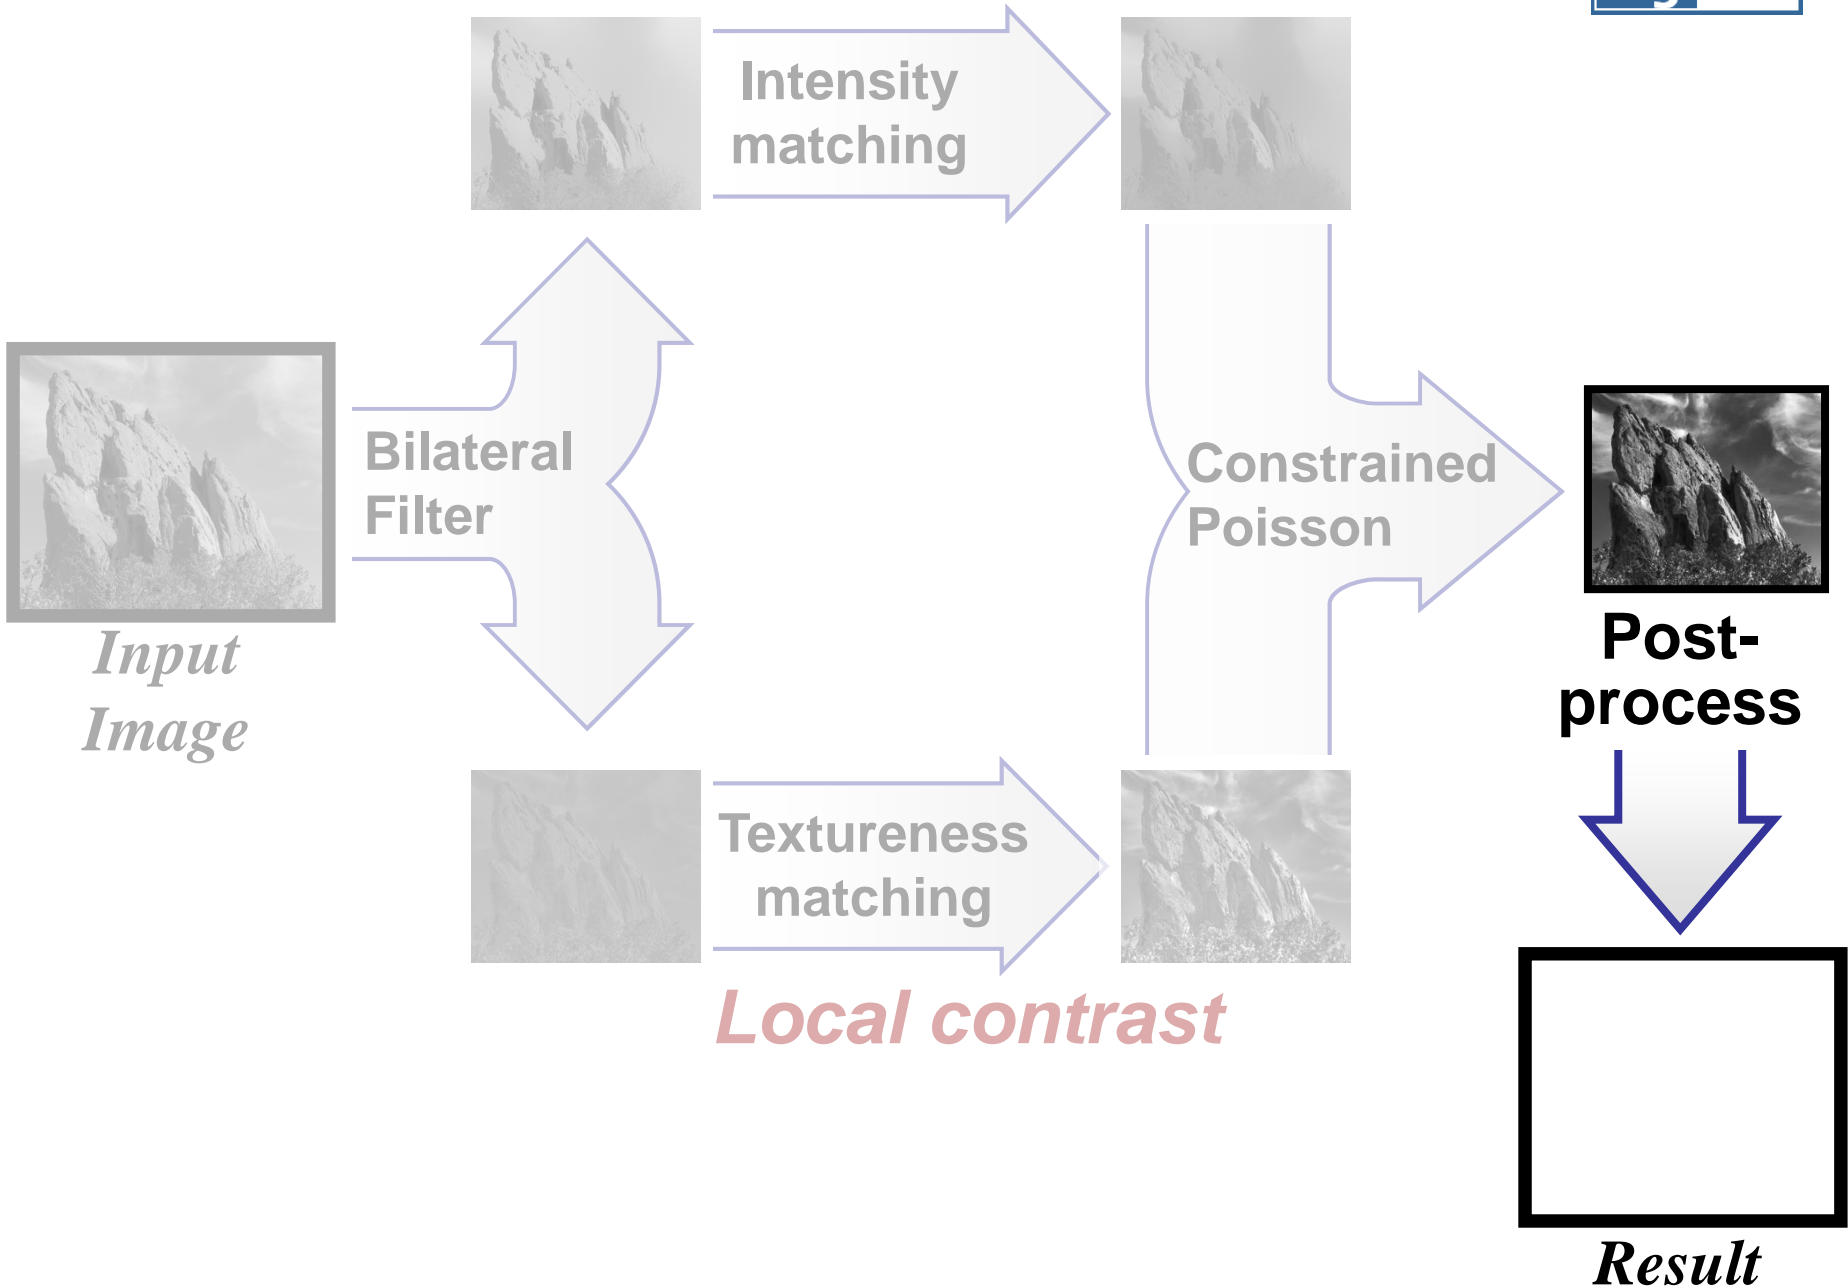 Intensity
matching
Bilateral
Filter
Constrained
Poisson
Input
Image
Post-
process
Textureness
matching
Local contrast
Result